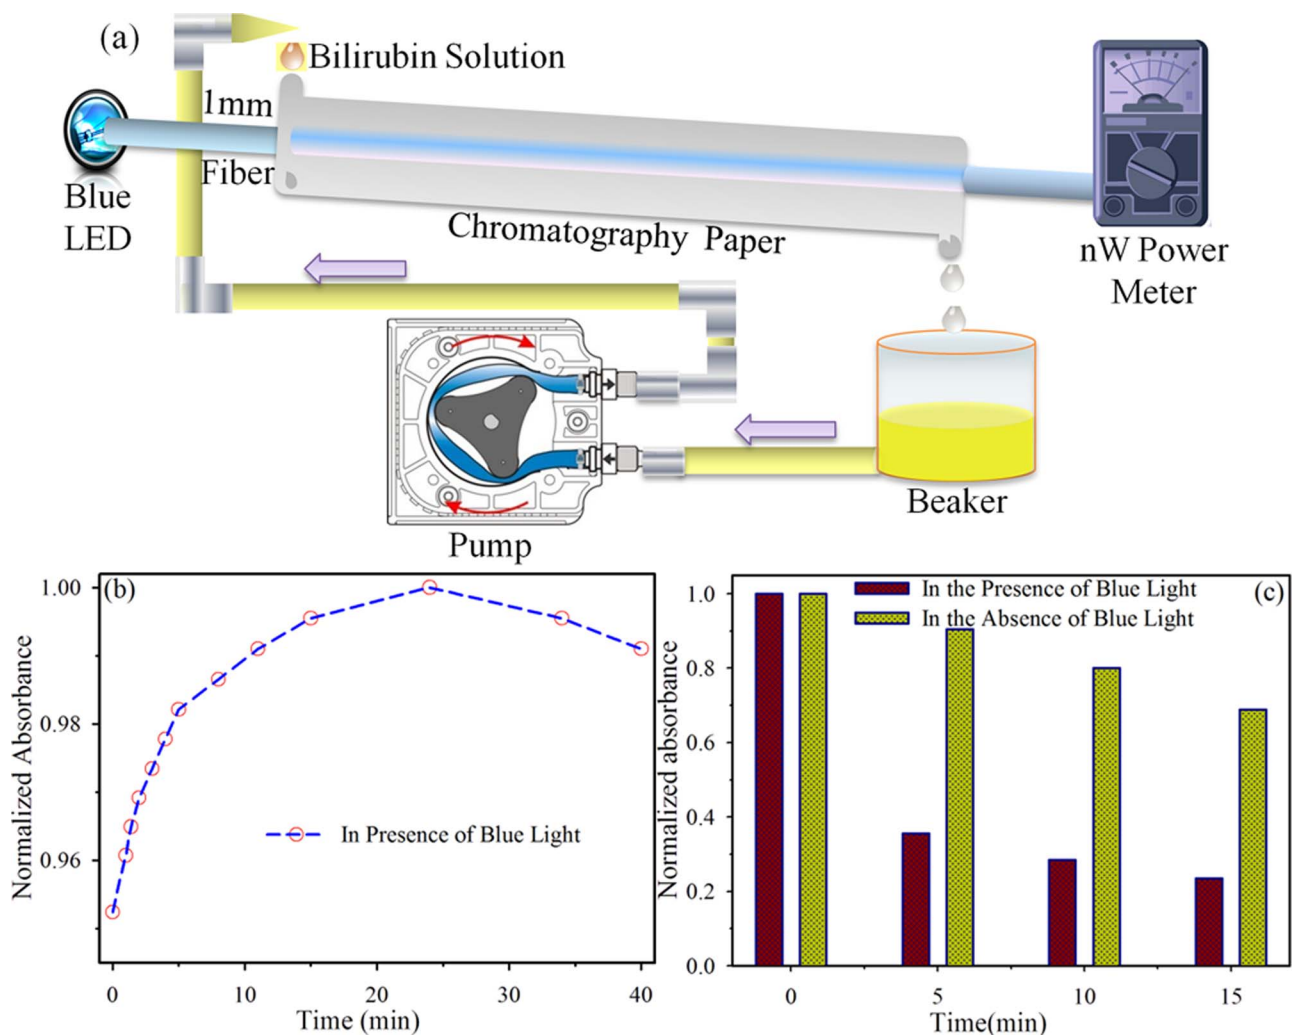 (a)
Bilirubin Solution
1mm
Fiber
Blue
LED
Chromatography Paper
nW Power
Meter
Beaker
Pump
(b)
Normalized Absorbance
1.00
0.98
0.96
In Presence of Blue Light
0
10
20
30
40
Time (min)
(c)
In the Presence of Blue Light
In the Absence of Blue Light
Normalized absorbance
1.0
0.8
0.6
0.4
0.2
0.0
0
5
10
15
Time(min)